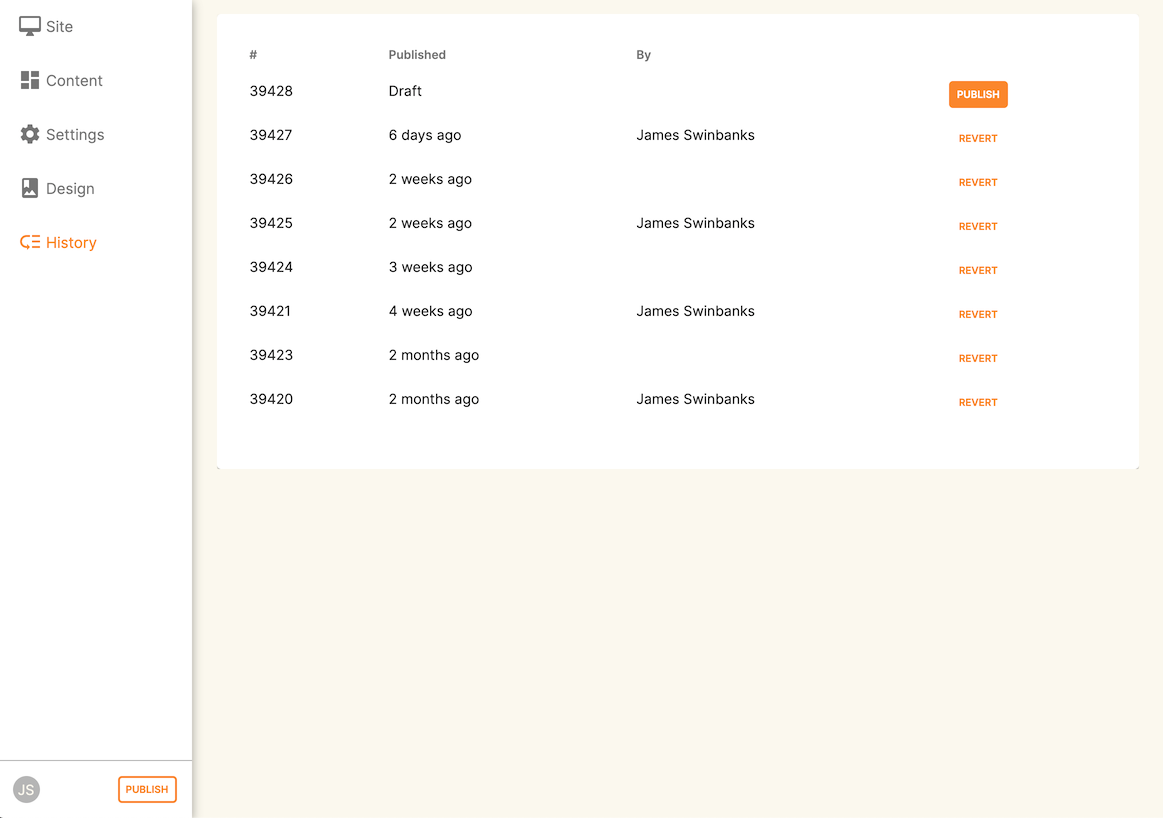 Site
Content
Settings
Design
History
JS
PUBLISH
# Published By
39428 Draft PUBLISH
39427 6 days ago James Swinbanks REVERT
39426 2 weeks ago REVERT
39425 2 weeks ago James Swinbanks REVERT
39424 3 weeks ago REVERT
39421 4 weeks ago James Swinbanks REVERT
39423 2 months ago REVERT
39420 2 months ago James Swinbanks REVERT